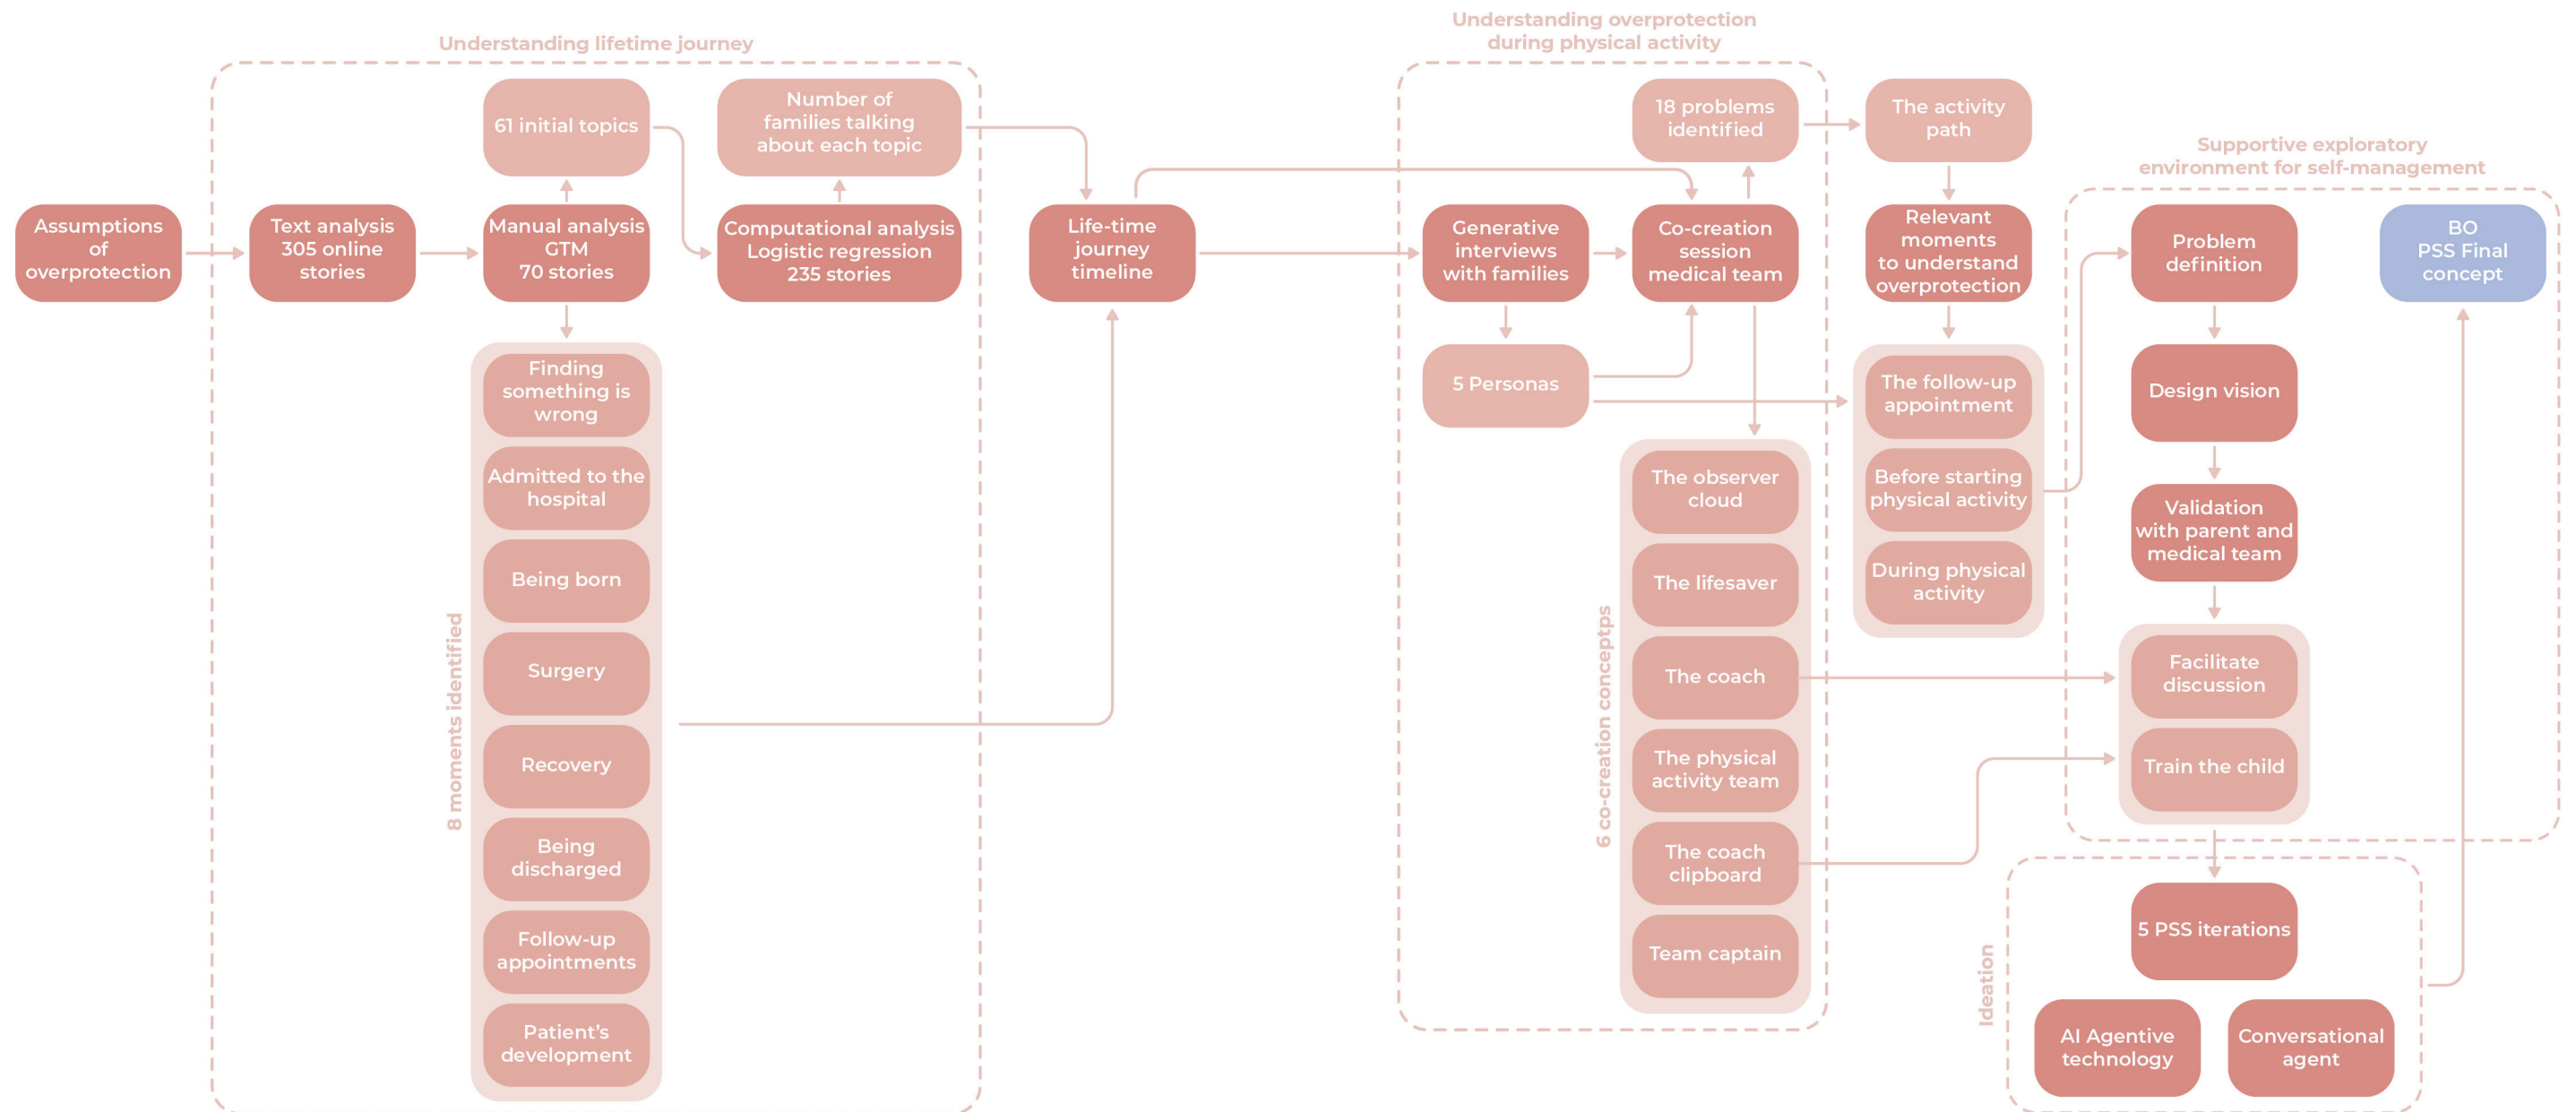 Understanding lifetime journey
Assumptions
of
overprotection
Text analysis
305 online
stories
61 initial topics
Manual analysis
GTM
70 stories
Number of
families talking
about each topic
Computational analysis
Logistic regression
235 stories
8 moments identified
Finding
something is
wrong
Admitted to the
hospital
Being born
Surgery
Recovery
Being
discharged
Follow-up
appointments
Patient’s
development
Life-time
journey
timeline
Understanding overprotection
during physical activity
Generative
interviews
with families
5 Personas
18 problems
identified
Co-creation
session
medical team
6 co-creation conceptps
The observer
cloud
The lifesaver
The coach
The physical
activity team
The coach
clipboard
Team captain
The activity
path
Relevant
moments
to understand
overprotection
The follow-up
appointment
Before starting
physical activity
During physical
activity
Supportive exploratory
environment for self-management
Problem
definition
Design vision
Validation
with parent and
medical team
Facilitate
discussion
Train the child
BO
PSS Final
concept
Ideation
5 PSS iterations
AI Agentive
technology
Conversational
agent